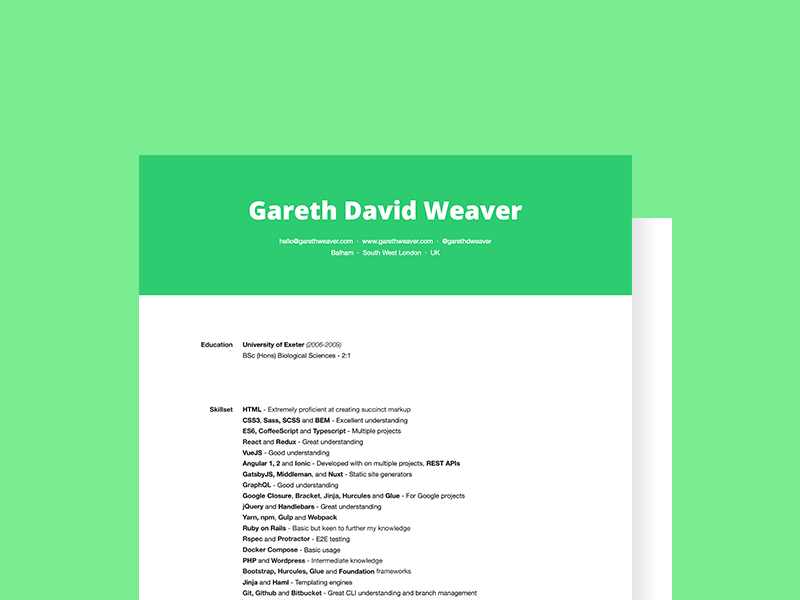 Gareth David Weaver
hello@garethweaver.com · www.garethweaver.com · @garethdweaver
Balham · South West London · UK
Education University of Exeter (2006-2009)
BSc (Hons) Biological Sciences - 2:1
Skillset HTML - Extremely proficient at creating succinct markup
CSS3, Sass, SCSS and BEM - Excellent understanding
ES6, CoffeeScript and Typescript - Multiple projects
React and Redux - Great understanding
VueJS - Good understanding
Angular 1, 2 and Ionic - Developed with on multiple projects, REST APIs
GatsbyJS, Middleman, and Nuxt - Static site generators
GraphQL - Good understanding
Google Closure, Bracket, Jinja, Hurcules and Glue - For Google projects
jQuery and Handlebars - Great understanding
Yarn, npm, Gulp and Webpack
Ruby on Rails - Basic but keen to further my knowledge
Rspec and Protractor - E2E testing
Docker Compose - Basic usage
PHP and Wordpress - Intermediate knowledge
Bootstrap, Hurcules, Glue and Foundation frameworks
Jinja and Haml - Templating engines
Git, Github and Bitbucket - Great CLI understanding and branch management